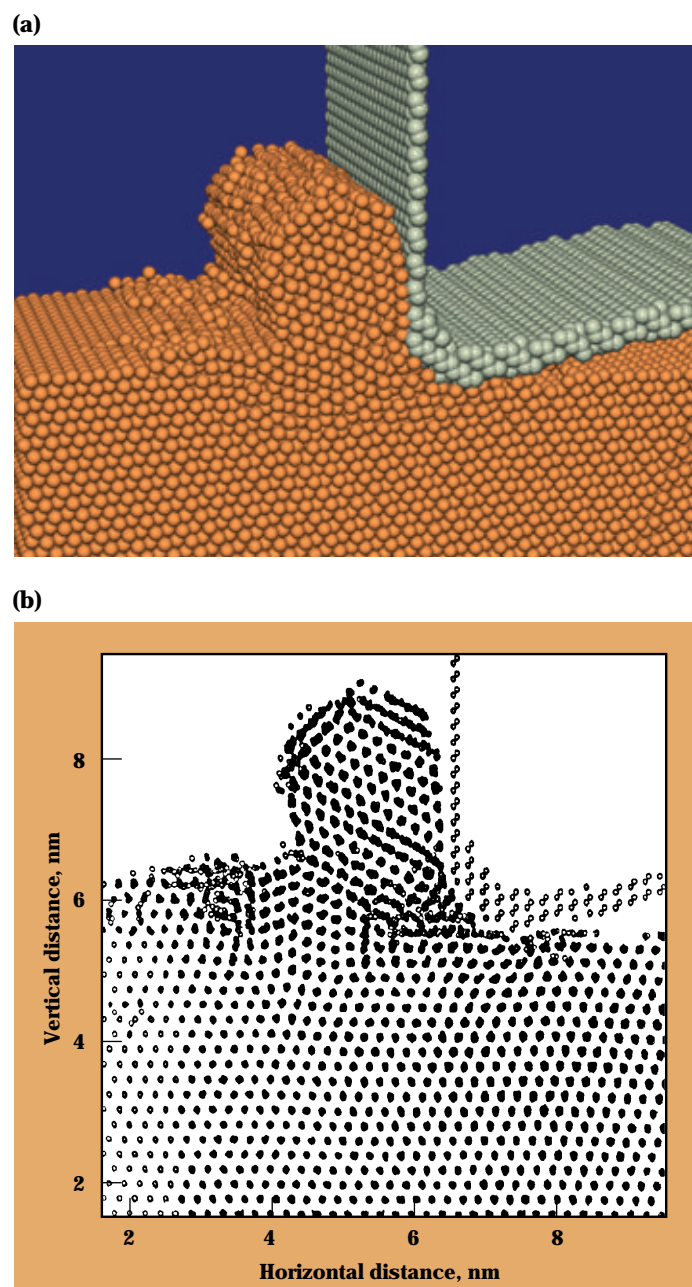 (a)
(b)
8
6
4
2
Vertical distance, nm
2 4 6 8
Horizontal distance, nm